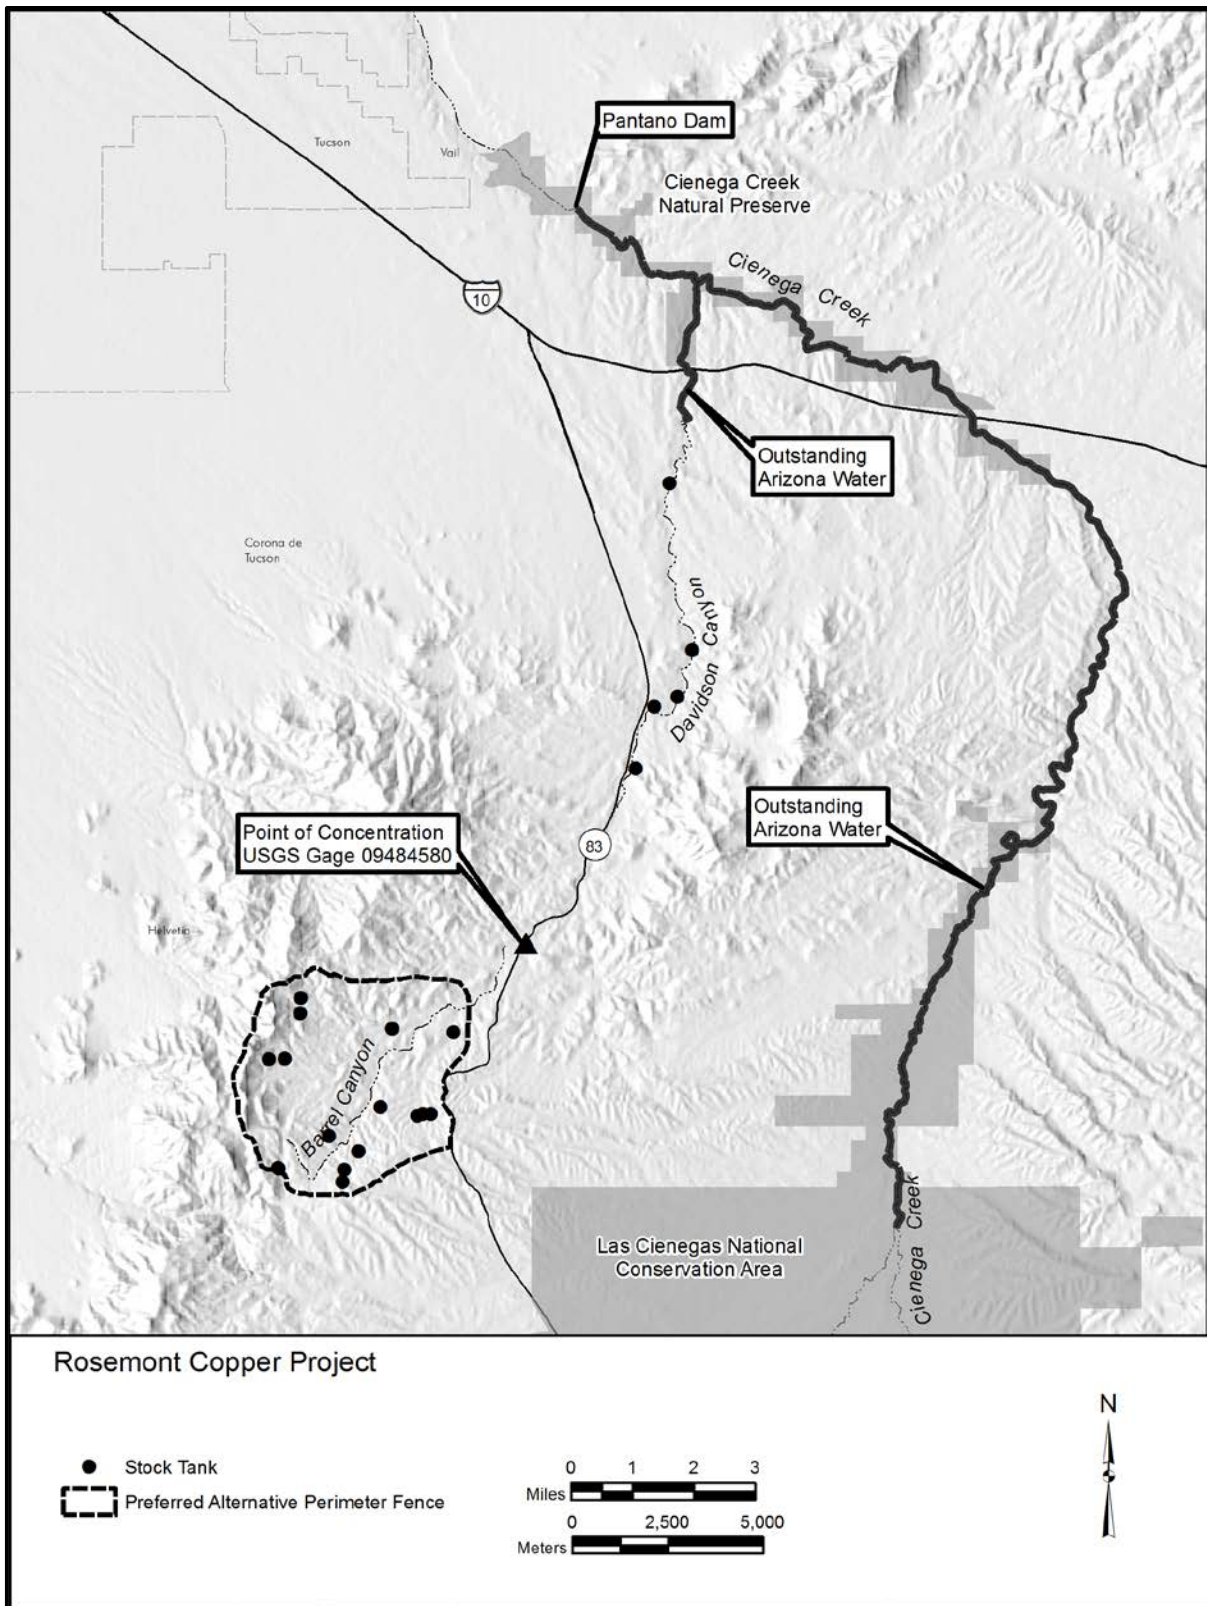 Pantano Dam
Tucson
Vail
Cienega Creek
Natural Preserve
Cienega Creek
10
Outstanding
Arizona Water
Corona de
Tucson
Davidson Canyon
Outstanding
Arizona Water
Point of Concentration
USGS Gage 09484580
83
Helvetia
Barrel Canyon
Cienega Creek
Las Cienegas National
Conservation Area
Rosemont Copper Project
N
Stock Tank
Preferred Alternative Perimeter Fence
0 1 2 3
Miles
0 2,500 5,000
Meters